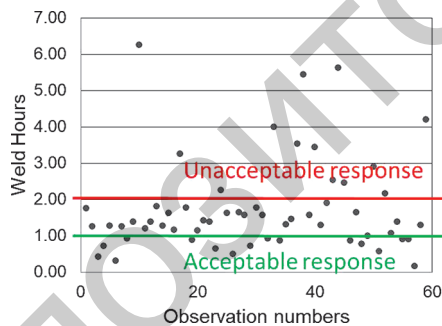 7.00
6.00
5.00
4.00
3.00
2.00
1.00
0.00
Weld Hours
Unacceptable response
Acceptable response
0 20 40 60
Observation numbers
ПОЗИТО